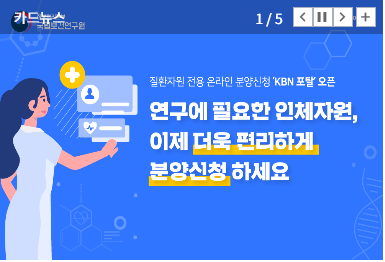 카드뉴스
국립보건연구원
1 / 5
질환자원 전용 온라인 분양신청 'KBN 포탈' 오픈
연구에 필요한 인체자원,
이제 더욱 편리하게
분양신청 하세요